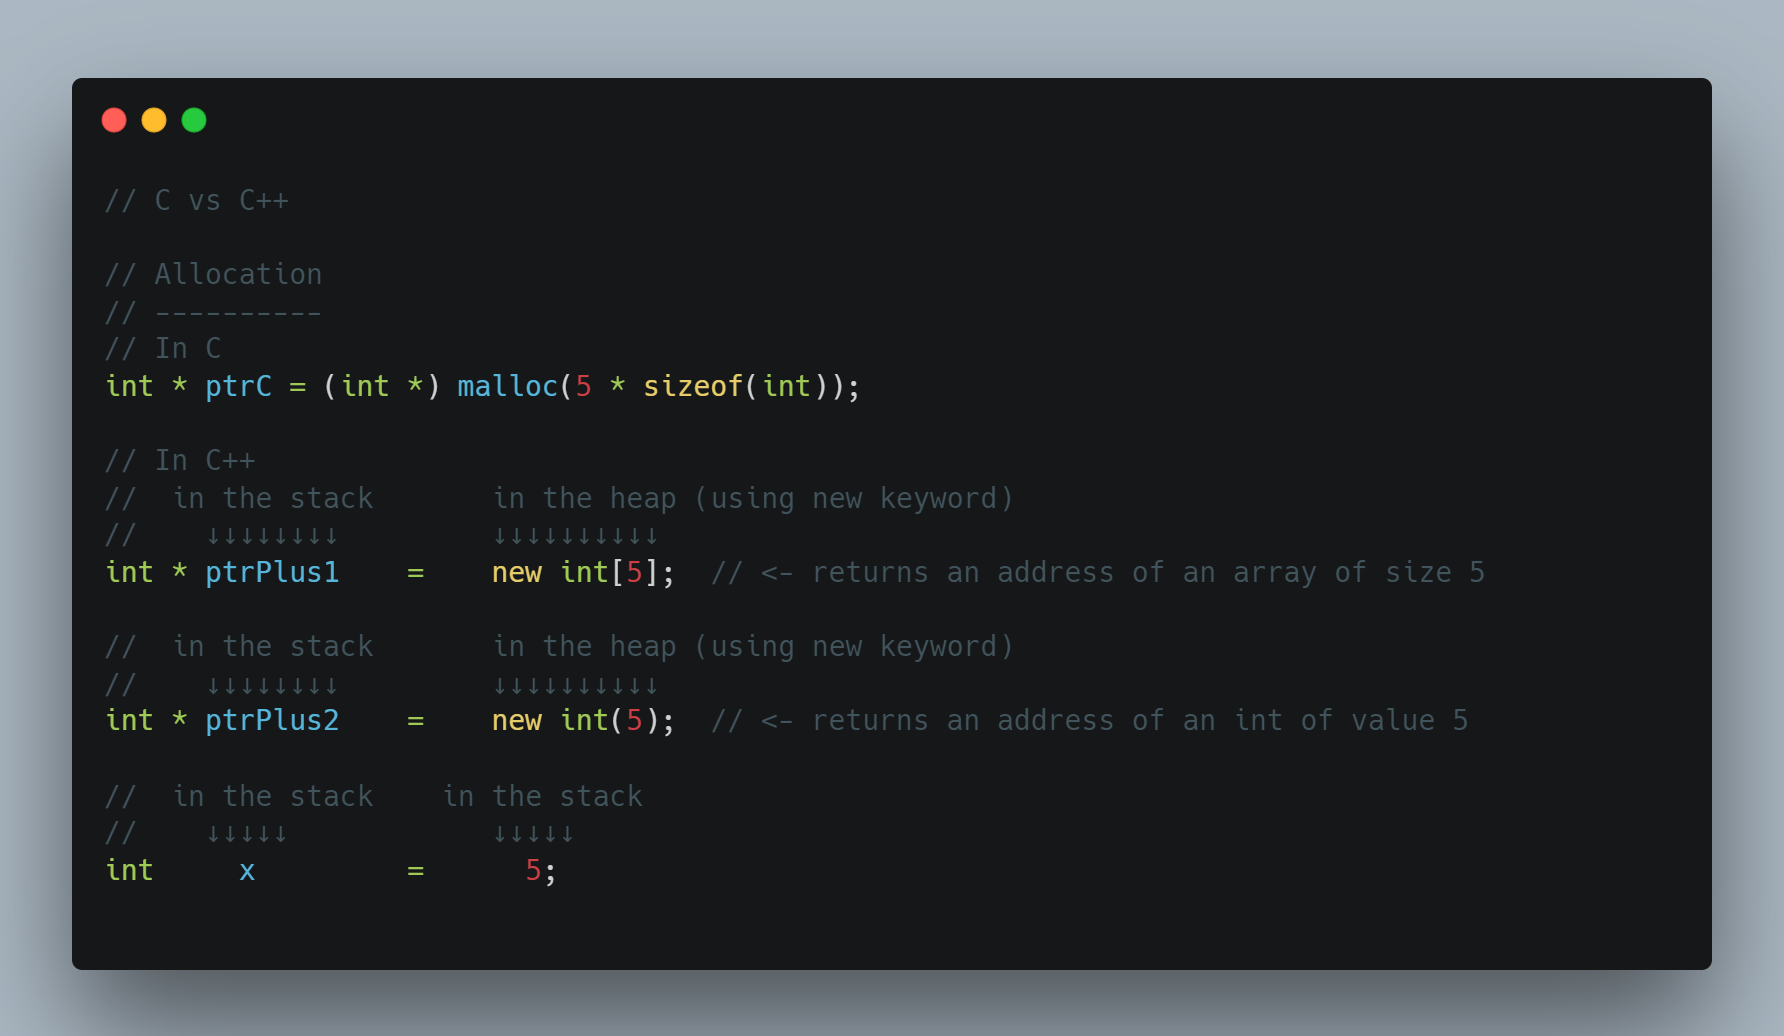 // C vs C++
// Allocation
// ----------
// In C
int * ptrC = (int *) malloc(5 * sizeof(int));
// In C++
//  in the stack       in the heap (using new keyword)
//    ↓↓↓↓↓↓↓↓         ↓↓↓↓↓↓↓↓↓↓
int * ptrPlus1    =    new int[5];  // <- returns an address of an array of size 5
//  in the stack       in the heap (using new keyword)
//    ↓↓↓↓↓↓↓↓         ↓↓↓↓↓↓↓↓↓↓
int * ptrPlus2    =    new int(5);  // <- returns an address of an int of value 5
//  in the stack    in the stack
//    ↓↓↓↓↓            ↓↓↓↓↓
int     x         =      5;